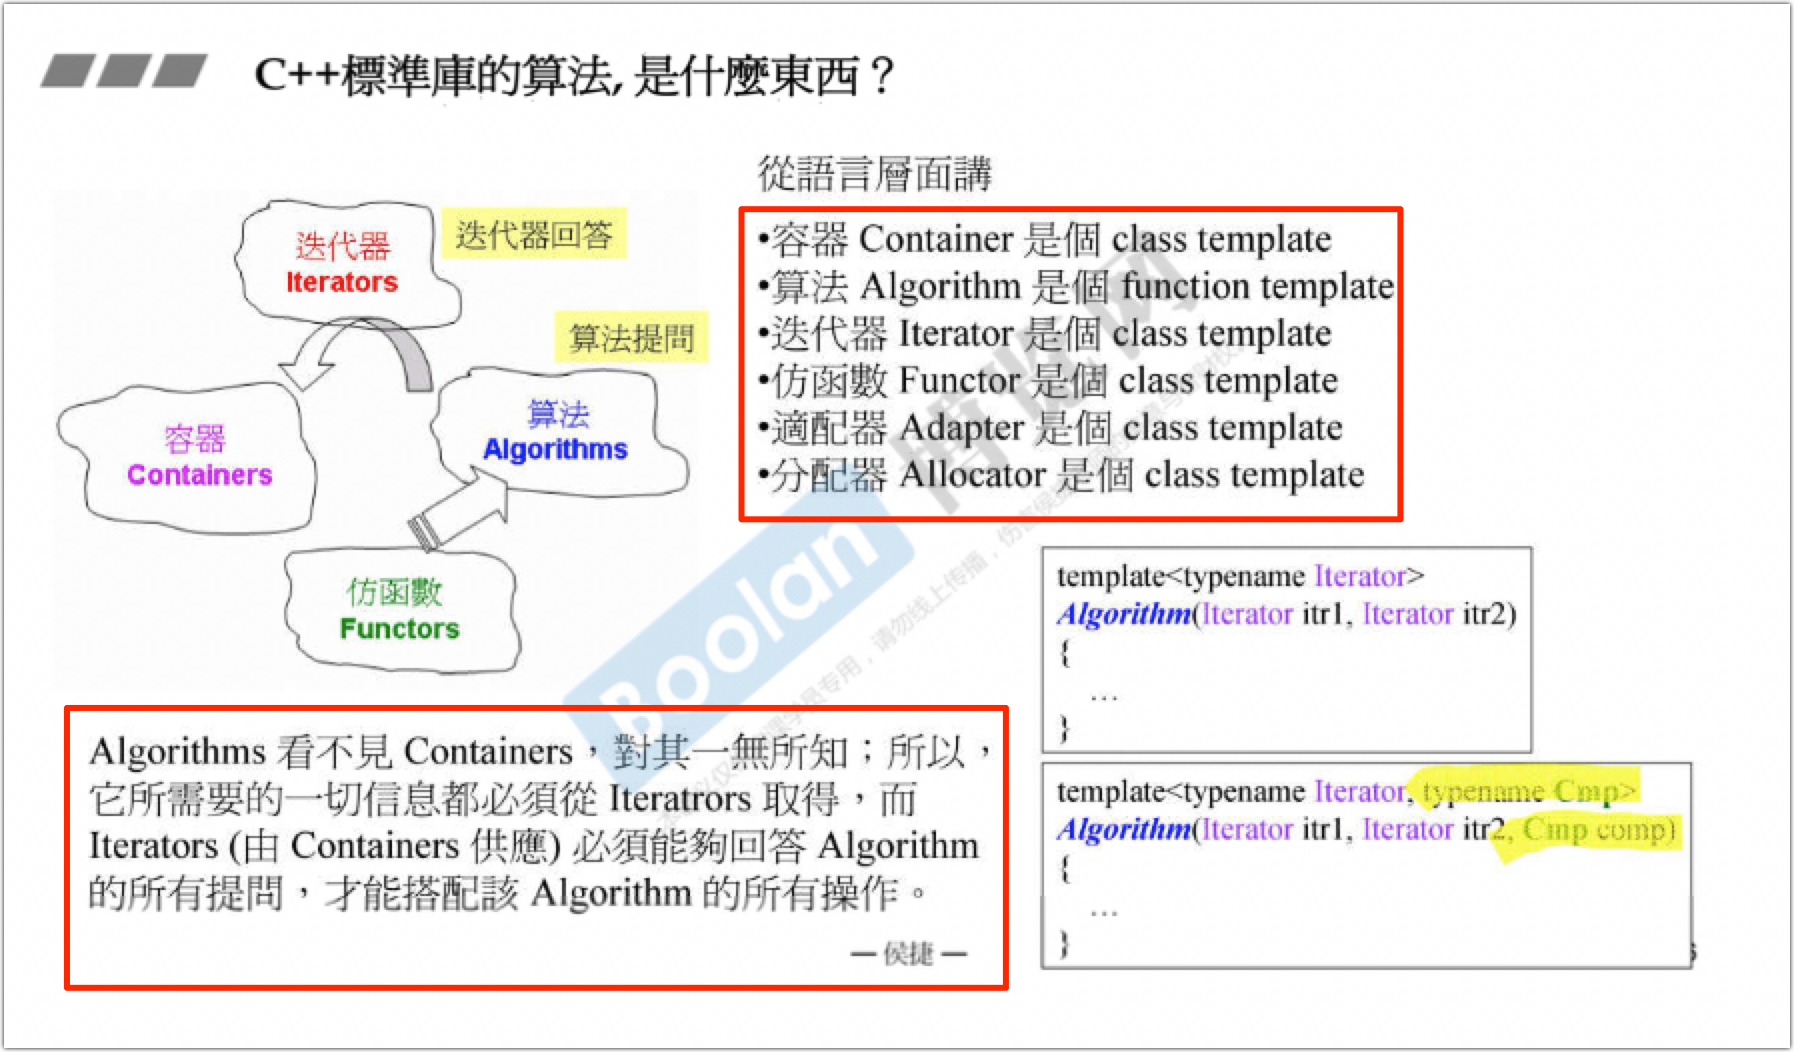 C++標準庫的算法, 是什麼東西？
從語言層面講
•容器 Container 是個 class template
•算法 Algorithm 是個 function template
•迭代器 Iterator 是個 class template
•仿函數 Functor 是個 class template
•適配器 Adapter 是個 class template
•分配器 Allocator 是個 class template
迭代器
Iterators
迭代器回答
算法提問
容器
Containers
算法
Algorithms
仿函數
Functors
Algorithms 看不見 Containers，對其一無所知；所以，
它所需要的一切信息都必須從 Iteratrors 取得，而
Iterators (由 Containers 供應) 必須能夠回答 Algorithm
的所有提問，才能搭配該 Algorithm 的所有操作。
— 侯捷 —
template<typename Iterator>
Algorithm(Iterator itr1, Iterator itr2)
{
…
}
template<typename Iterator, typename Cmp>
Algorithm(Iterator itr1, Iterator itr2, Cmp comp)
{
…
}
Boolan